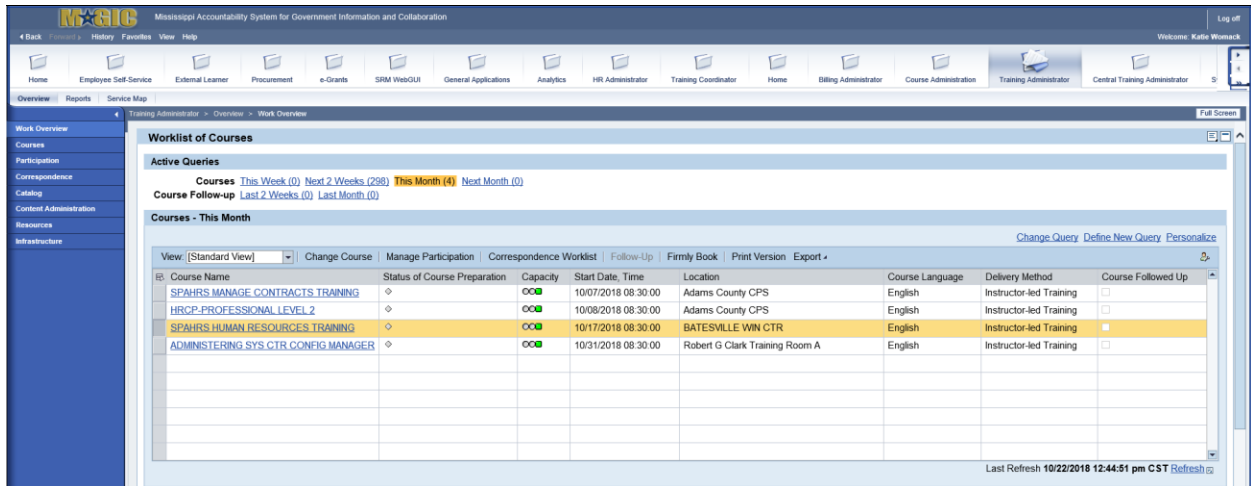 MAGIC Mississippi Accountability System for Government Information and Collaboration Log off
Back Forward History Favorites View Help Welcome: Katie Womack
Home Employee Self-Service External Learner Procurement e-Grants SRM WebGUI General Applications Analytics HR Administrator Training Coordinator Home Billing Administrator Course Administration Training Administrator Central Training Administrator S
Overview Reports Service Map
Training Administrator > Overview > Work Overview Full Screen
Work Overview
Courses
Participation
Correspondence
Catalog
Content Administration
Resources
Infrastructure
Worklist of Courses
Active Queries
Courses This Week (0) Next 2 Weeks (298) This Month (4) Next Month (0)
Course Follow-up Last 2 Weeks (0) Last Month (0)
Courses - This Month
Change Query Define New Query Personalize
View: [Standard View] Change Course Manage Participation Correspondence Worklist Follow-Up Firmly Book Print Version Export
Course Name Status of Course Preparation Capacity Start Date, Time Location Course Language Delivery Method Course Followed Up
SPAHRS MANAGE CONTRACTS TRAINING 10/07/2018 08:30:00 Adams County CPS English Instructor-led Training
HRCP-PROFESSIONAL LEVEL 2 10/08/2018 08:30:00 Adams County CPS English Instructor-led Training
SPAHRS HUMAN RESOURCES TRAINING 10/17/2018 08:30:00 BATESVILLE WIN CTR English Instructor-led Training
ADMINISTERING SYS CTR CONFIG MANAGER 10/31/2018 08:30:00 Robert G Clark Training Room A English Instructor-led Training
Last Refresh 10/22/2018 12:44:51 pm CST Refresh